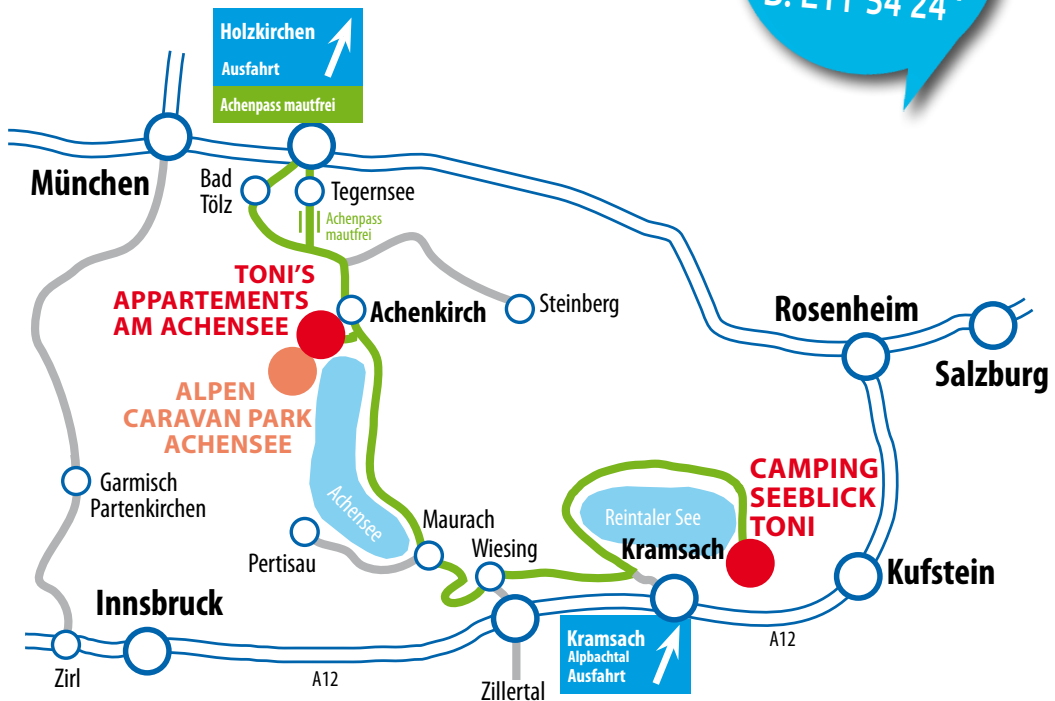 Holzkirchen
Ausfahrt
Achenpass mautfrei
München
Bad
Tölz
Tegernsee
Achenpass
mautfrei
TONI'S
APPARTEMENTS
AM ACHENSEE
Achenkirch
Steinberg
Rosenheim
Salzburg
ALPEN
CARAVAN PARK
ACHENSEE
Garmisch
Partenkirchen
Achensee
Pertisau
Maurach
Wiesing
Reintaler See
Kramsach
CAMPING
SEEBLICK
TONI
Kufstein
Innsbruck
Zirl
A12
Zillertal
Kramsach
Alpbachtal
Ausfahrt
A12